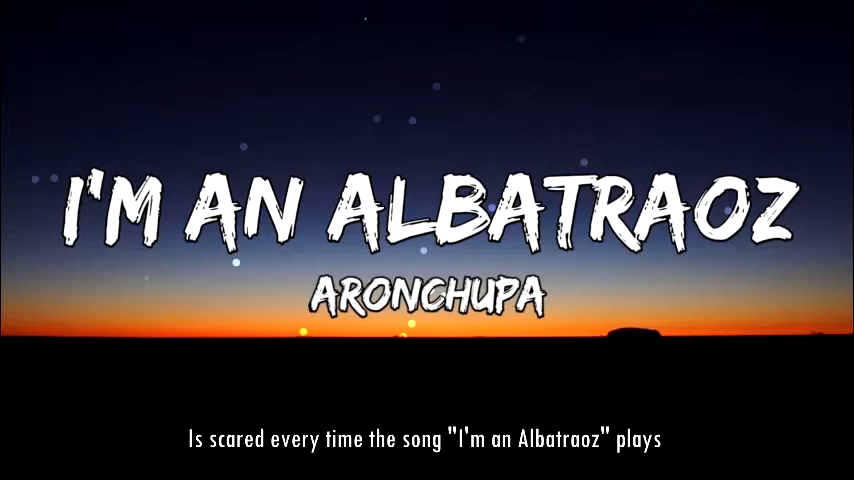 I'M AN ALBATRAOZ
ARONCHUPA
Is scared every time the song "I'm an Albatraoz" plays